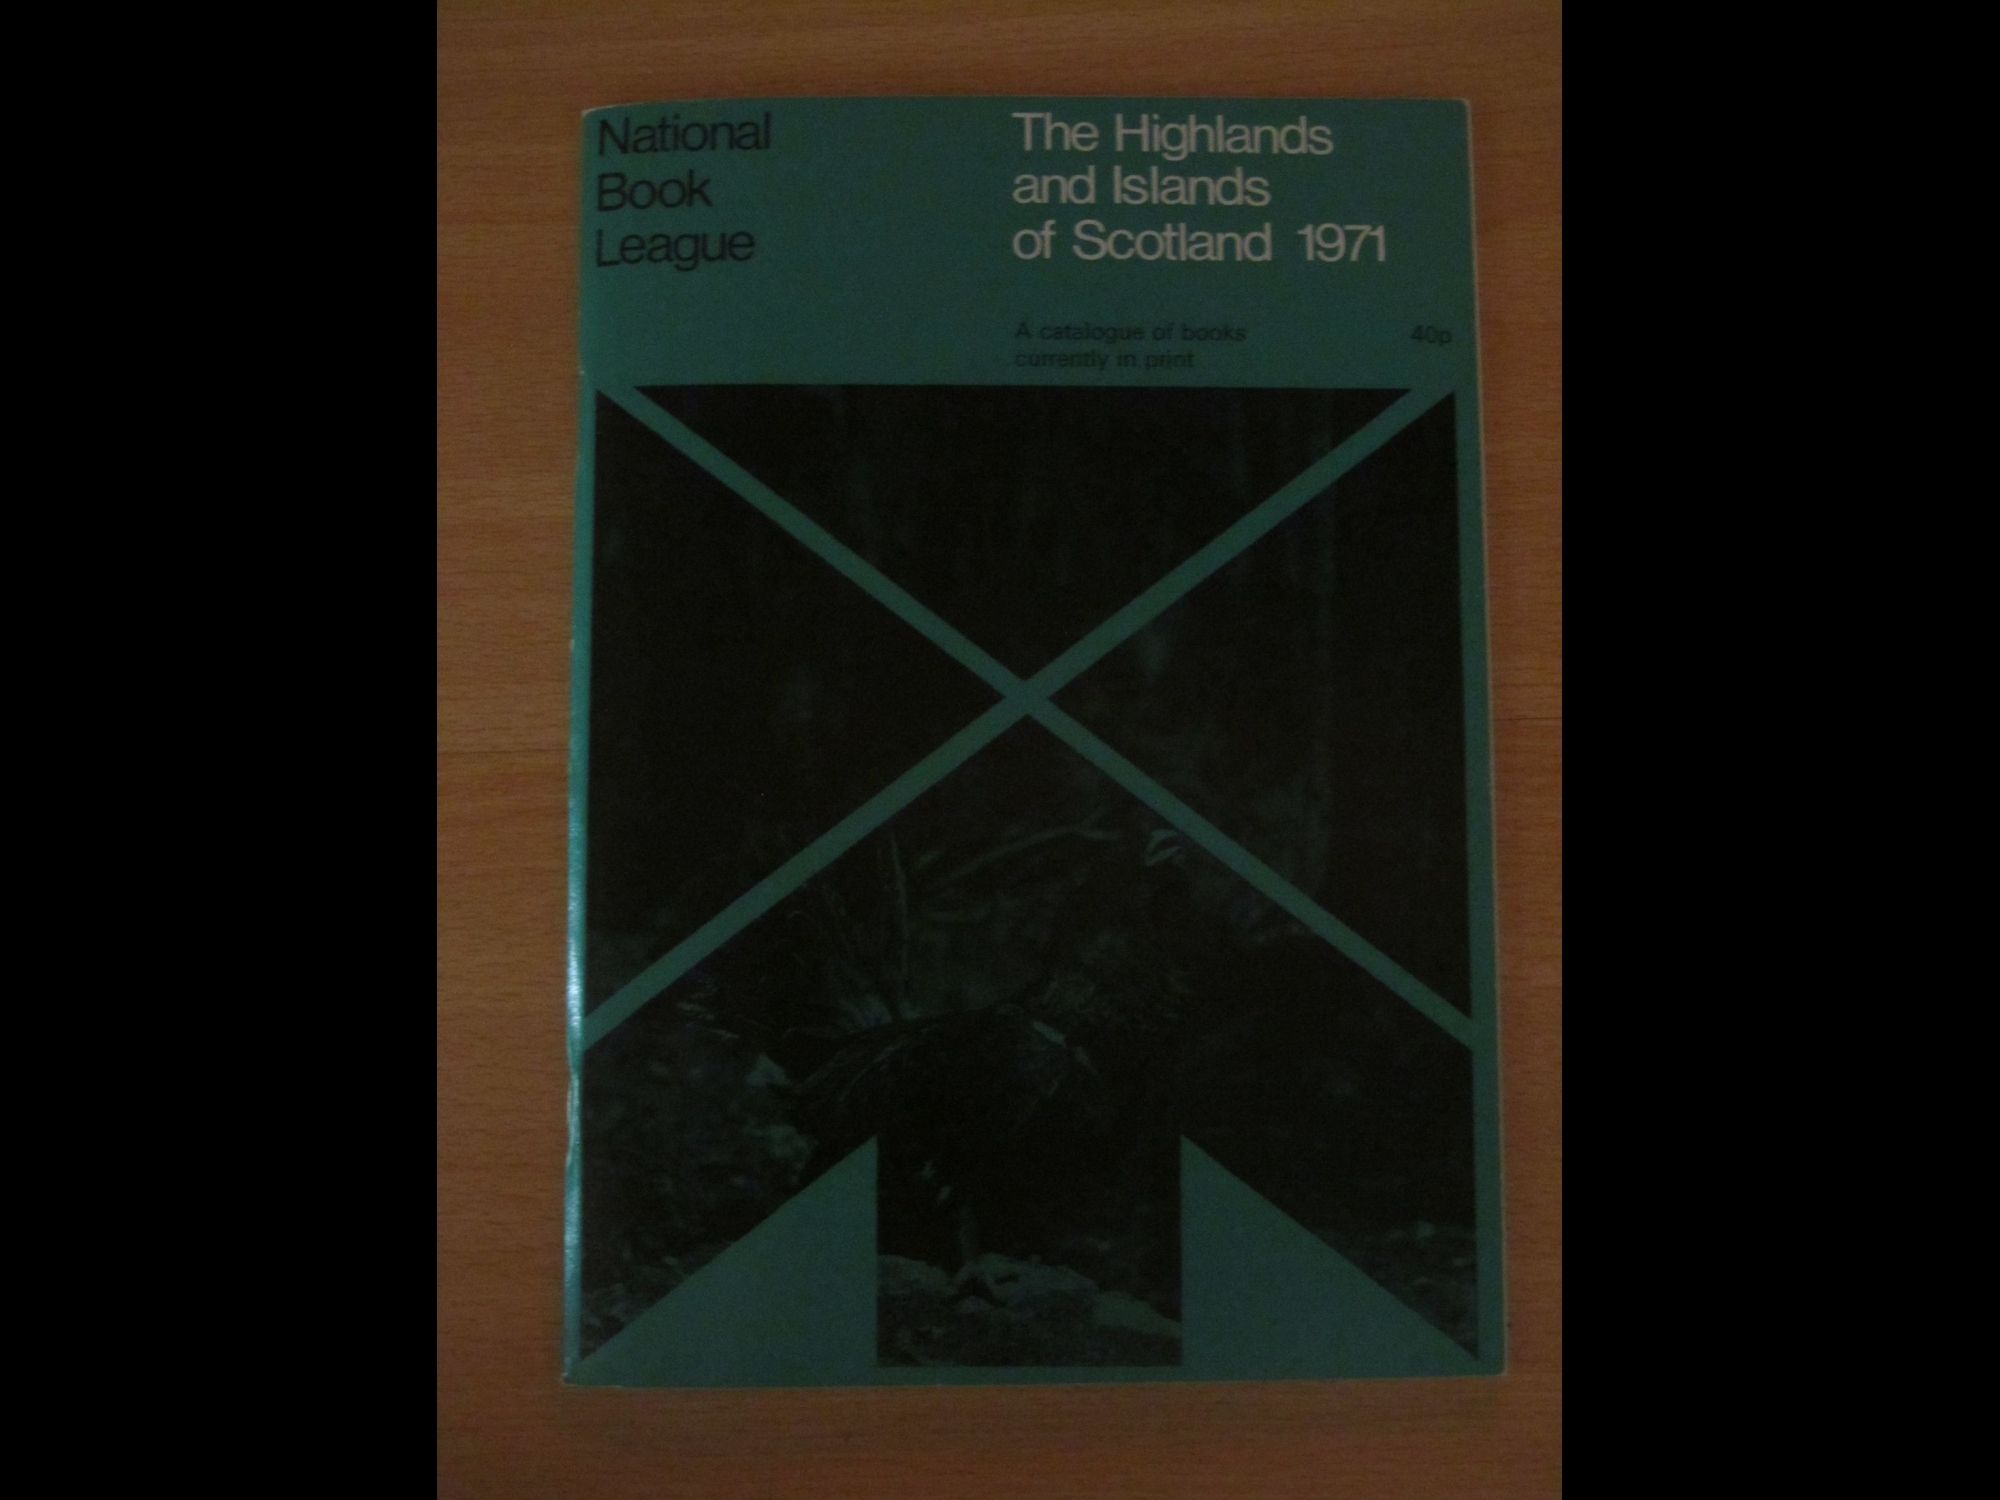 National
Book
League
The Highlands
and Islands
of Scotland 1971
A catalogue of books
currently in print
40p